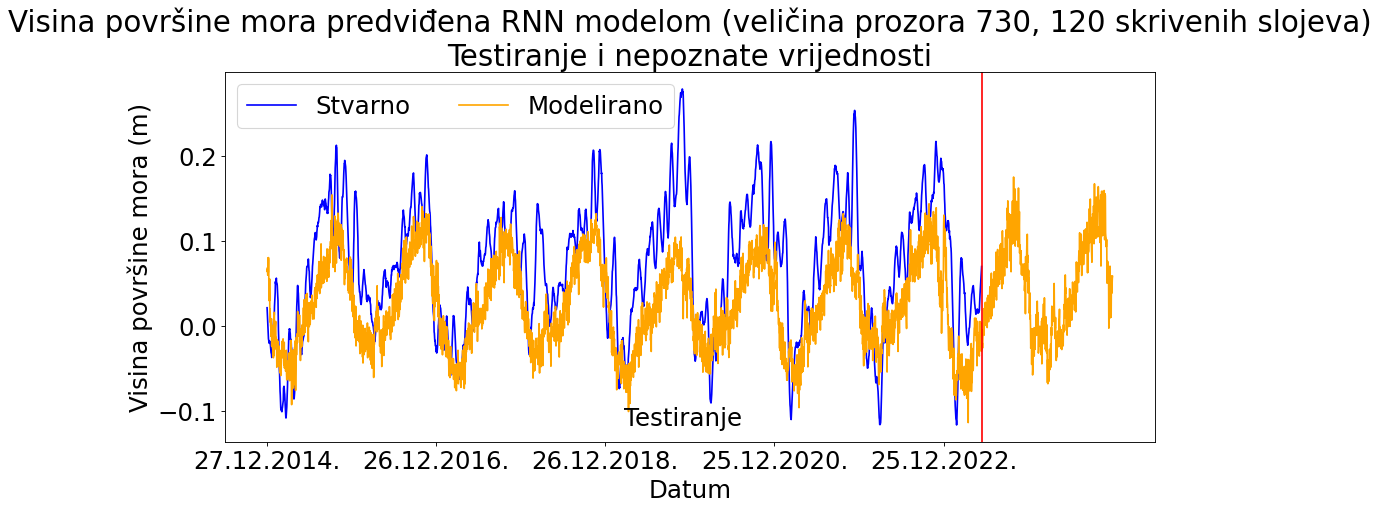 Visina površine mora predviđena RNN modelom (veličina prozora 730, 120 skrivenih slojeva)
Testiranje i nepoznate vrijednosti
Stvarno Modelirano
Visina površine mora (m)
0.2
0.1
0.0
−0.1
Testiranje
27.12.2014. 26.12.2016. 26.12.2018. 25.12.2020. 25.12.2022.
Datum